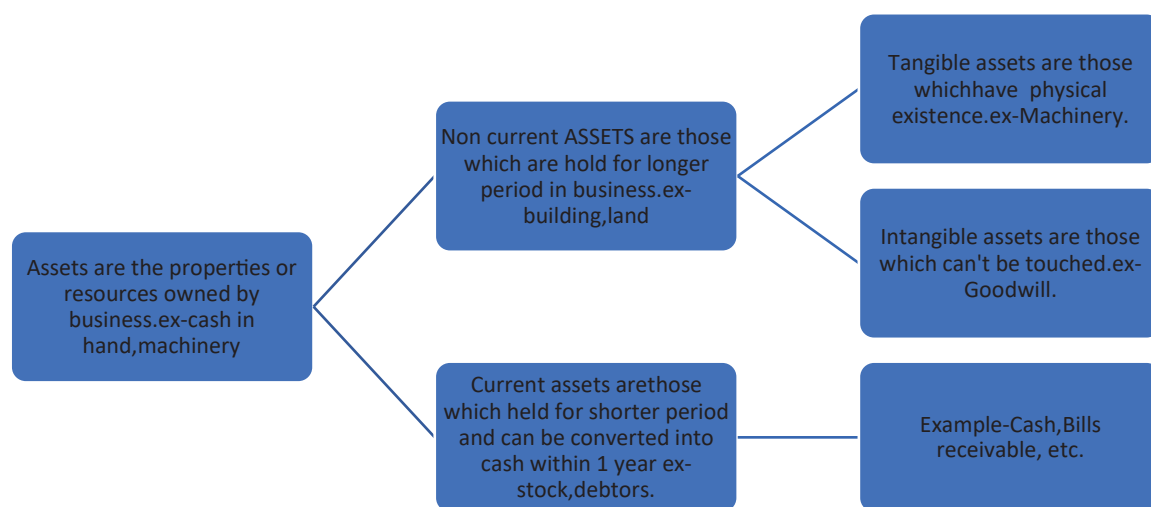 Assets are the properties or
resources owned by
business.ex-cash in
hand,machinery
Non current ASSETS are those
which are hold for longer
period in business.ex-
building,land
Tangible assets are those
whichhave  physical
existence.ex-Machinery.
Intangible assets are those
which can't be touched.ex-
Goodwill.
Current assets arethose
which held for shorter period
and can be converted into
cash within 1 year ex-
stock,debtors.
Example-Cash,Bills
receivable, etc.